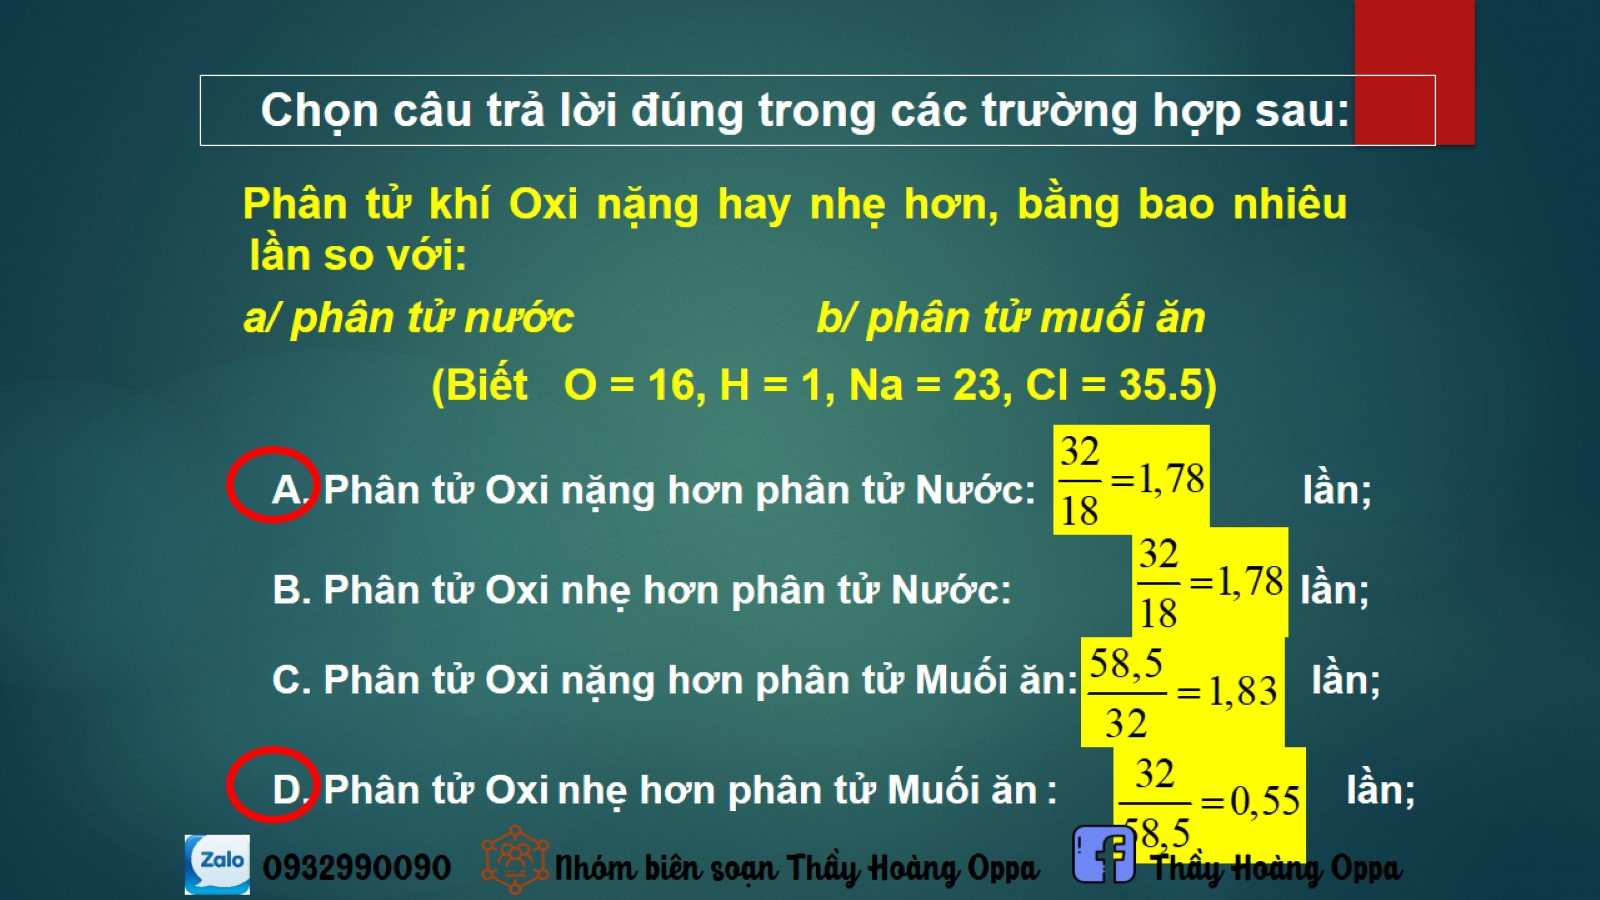 Chọn câu trả lời đúng trong các trường hợp sau:
Phân tử khí Oxi nặng hay nhẹ hơn, bằng bao nhiêu
lần so với:
a/ phân tử nước b/ phân tử muối ăn
(Biết O = 16, H = 1, Na = 23, Cl = 35.5)
A. Phân tử Oxi nặng hơn phân tử Nước: 32/18 = 1,78 lần;
B. Phân tử Oxi nhẹ hơn phân tử Nước: 32/18 = 1,78 lần;
C. Phân tử Oxi nặng hơn phân tử Muối ăn: 58,5/32 = 1,83 lần;
D. Phân tử Oxi nhẹ hơn phân tử Muối ăn : 32/58,5 = 0,55 lần;
Zalo 0932990090 Nhóm biên soạn Thầy Hoàng Oppa f Thầy Hoàng Oppa